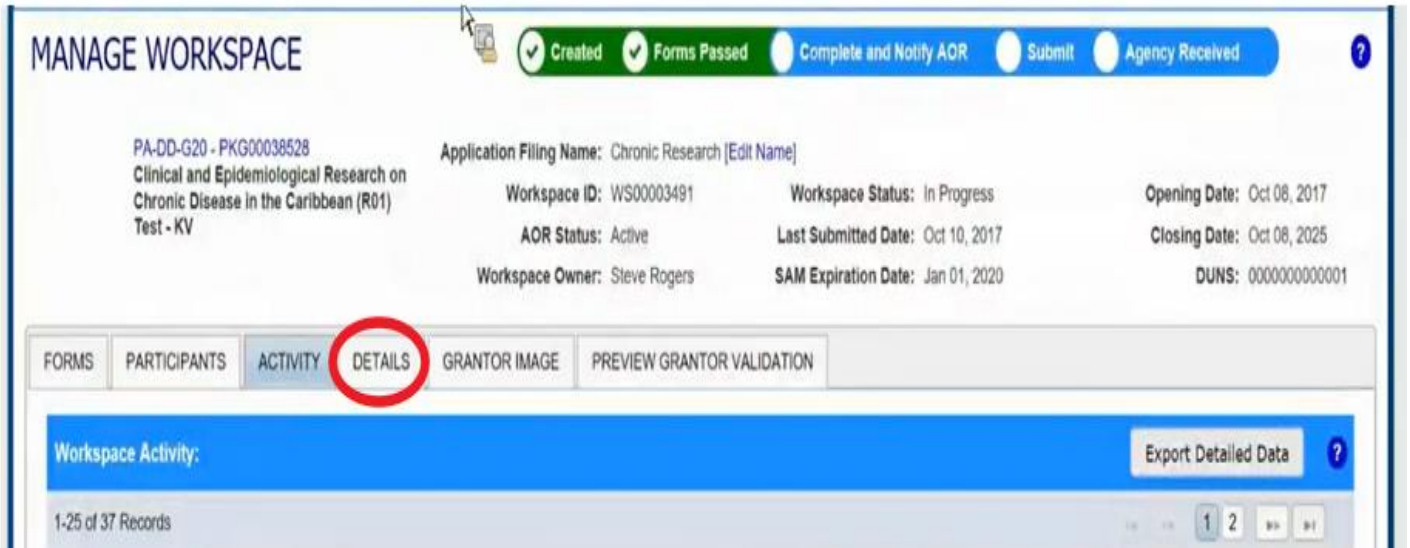 MANAGE WORKSPACE
Created Forms Passed Complete and Notify AOR Submit Agency Received ?
PA-DD-G20 - PKG00038528
Clinical and Epidemiological Research on
Chronic Disease in the Caribbean (R01)
Test - KV
Application Filing Name: Chronic Research [Edit Name]
Workspace ID: WS00003491 Workspace Status: In Progress Opening Date: Oct 08, 2017
AOR Status: Active Last Submitted Date: Oct 10, 2017 Closing Date: Oct 08, 2025
Workspace Owner: Steve Rogers SAM Expiration Date: Jan 01, 2020 DUNS: 0000000000001
FORMS PARTICIPANTS ACTIVITY DETAILS GRANTOR IMAGE PREVIEW GRANTOR VALIDATION
Workspace Activity: Export Detailed Data ?
1-25 of 37 Records 1 2